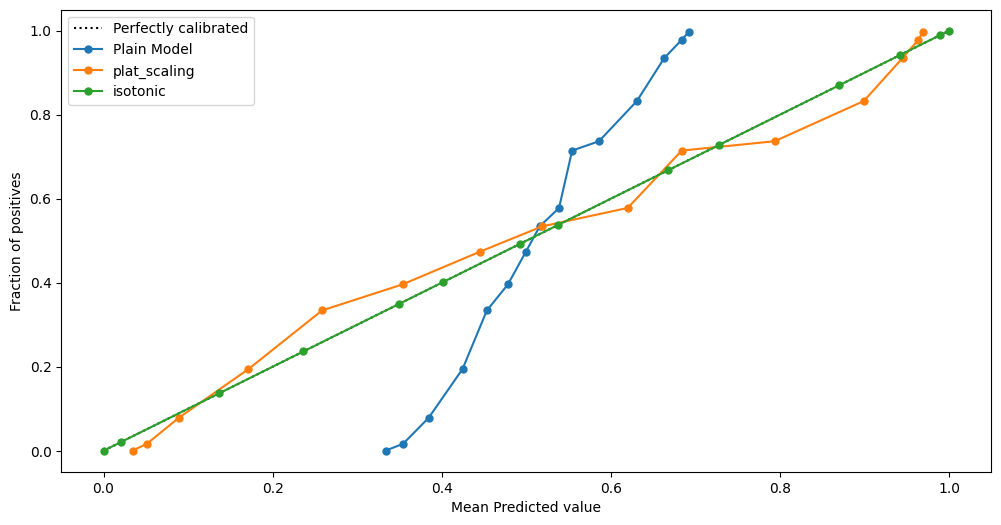 Perfectly calibrated
Plain Model
plat_scaling
isotonic
1.0
0.8
0.6
0.4
0.2
0.0
Fraction of positives
0.0 0.2 0.4 0.6 0.8 1.0
Mean Predicted value